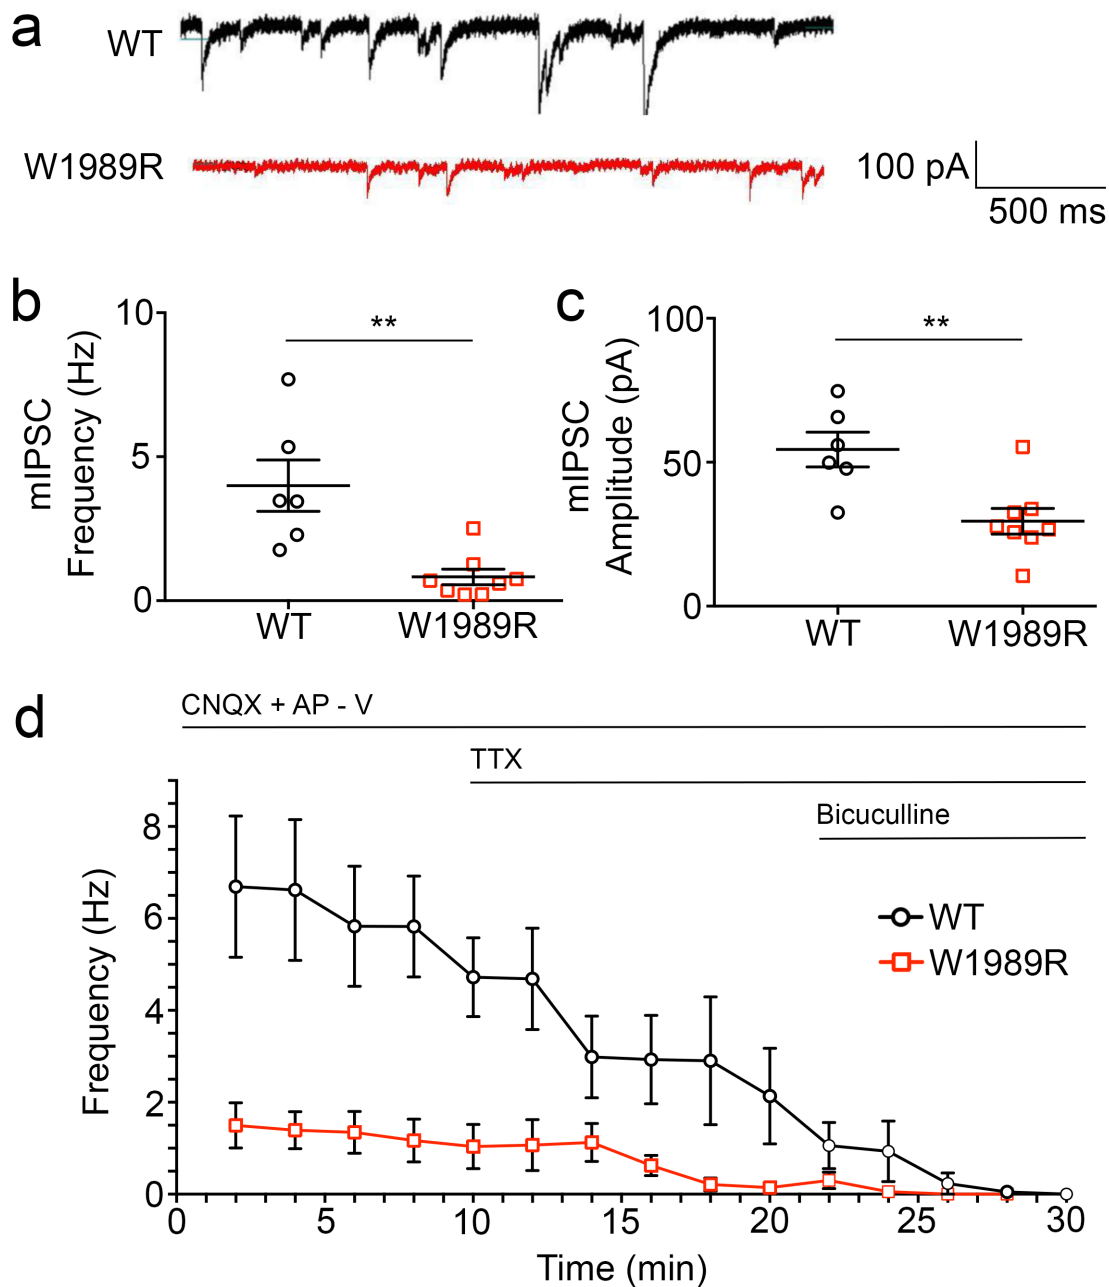 a
WT
W1989R
100 pA
500 ms
b
mIPSC
Frequency (Hz)
10
5
0
**
WT
W1989R
c
mIPSC
Amplitude (pA)
100
50
0
**
WT
W1989R
d
CNQX + AP - V
TTX
Bicuculline
Frequency (Hz)
8
6
4
2
0
WT
W1989R
0 5 10 15 20 25 30
Time (min)